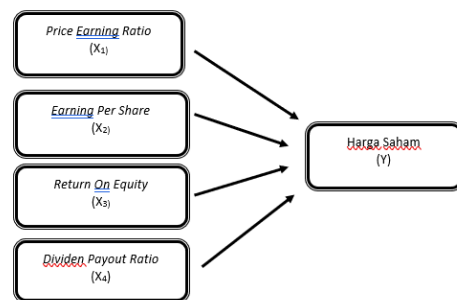 Price Earning Ratio
(X1)
Earning Per Share
(X2)
Return On Equity
(X3)
Dividen Payout Ratio
(X4)
Harga Saham
(Y)